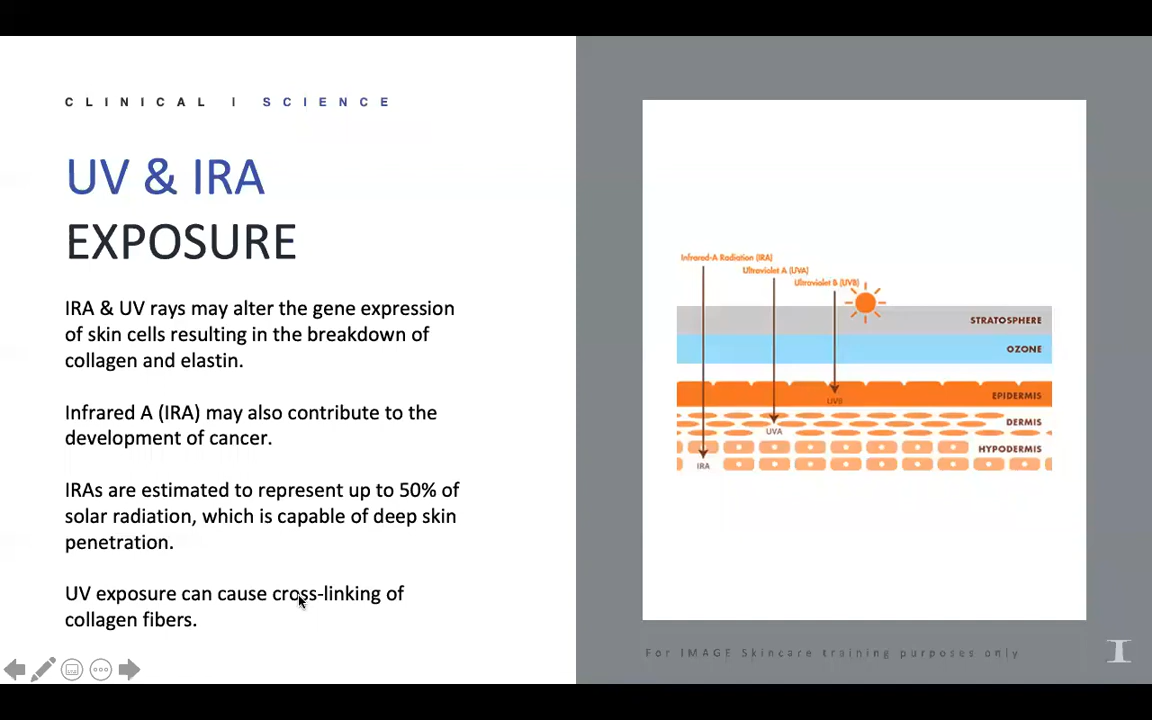 CLINICAL | SCIENCE
UV & IRA
EXPOSURE
IRA & UV rays may alter the gene expression
of skin cells resulting in the breakdown of
collagen and elastin.
Infrared A (IRA) may also contribute to the
development of cancer.
IRAs are estimated to represent up to 50% of
solar radiation, which is capable of deep skin
penetration.
UV exposure can cause cross-linking of
collagen fibers.
Infrared-A Radiation (IRA)
Ultraviolet A (UVA)
Ultraviolet B (UVB)
STRATOSPHERE
OZONE
EPIDERMIS
UVB
DERMIS
UVA
HYPODERMIS
IRA
For IMAGE Skincare training purposes only
I